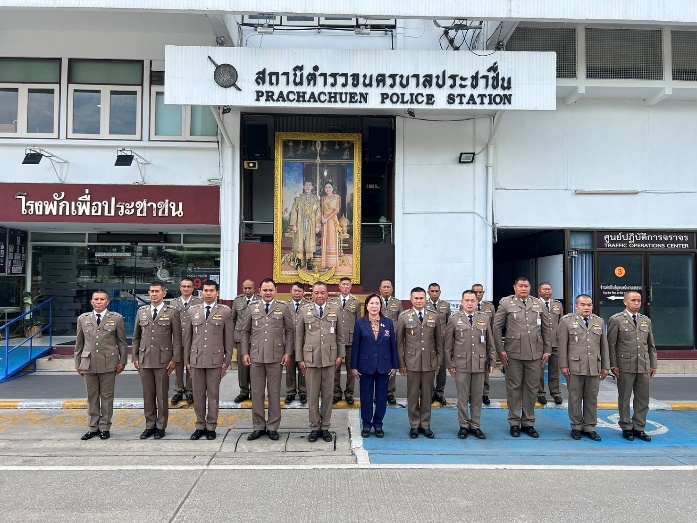 สถานีตำรวจนครบาลประชาชื่น
PRACHACHUEN POLICE STATION
โรงพักเพื่อประชาชน
ศูนย์ปฏิบัติการจราจร
TRAFFIC OPERATIONS CENTER
3